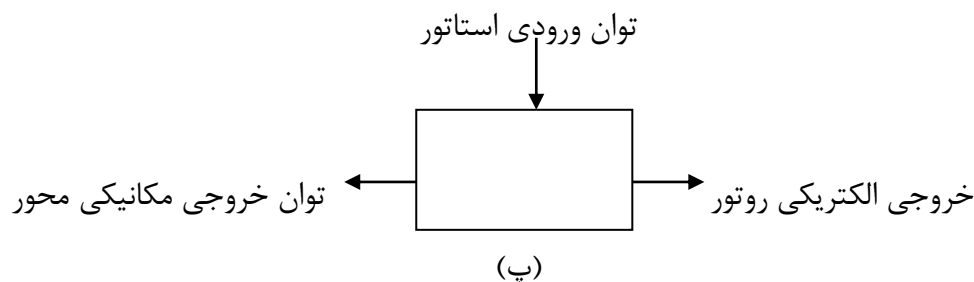 توان ورودی استاتور
خروجی الکتریکی روتور
توان خروجی مکانیکی محور
(پ)